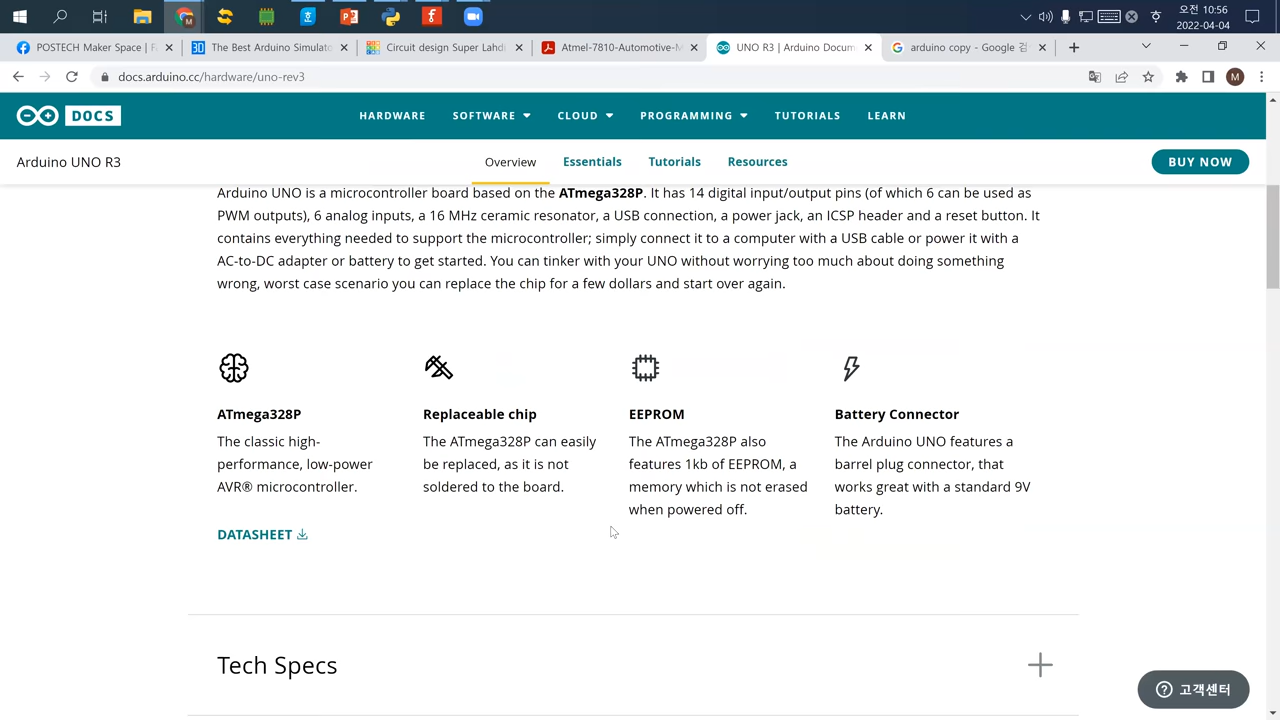 오전 10:56
2022-04-04
POSTECH Maker Space | F
The Best Arduino Simulato
Circuit design Super Lahdi
Atmel-7810-Automotive-M
UNO R3 | Arduino Docum
arduino copy - Google 검
docs.arduino.cc/hardware/uno-rev3
M
DOCS
HARDWARE
SOFTWARE
CLOUD
PROGRAMMING
TUTORIALS
LEARN
Arduino UNO R3
Overview
Essentials
Tutorials
Resources
BUY NOW
Arduino UNO is a microcontroller board based on the ATmega328P. It has 14 digital input/output pins (of which 6 can be used as
PWM outputs), 6 analog inputs, a 16 MHz ceramic resonator, a USB connection, a power jack, an ICSP header and a reset button. It
contains everything needed to support the microcontroller; simply connect it to a computer with a USB cable or power it with a
AC-to-DC adapter or battery to get started. You can tinker with your UNO without worrying too much about doing something
wrong, worst case scenario you can replace the chip for a few dollars and start over again.
ATmega328P
The classic high-
performance, low-power
AVR® microcontroller.
DATASHEET
Replaceable chip
The ATmega328P can easily
be replaced, as it is not
soldered to the board.
EEPROM
The ATmega328P also
features 1kb of EEPROM, a
memory which is not erased
when powered off.
Battery Connector
The Arduino UNO features a
barrel plug connector, that
works great with a standard 9V
battery.
Tech Specs
고객센터